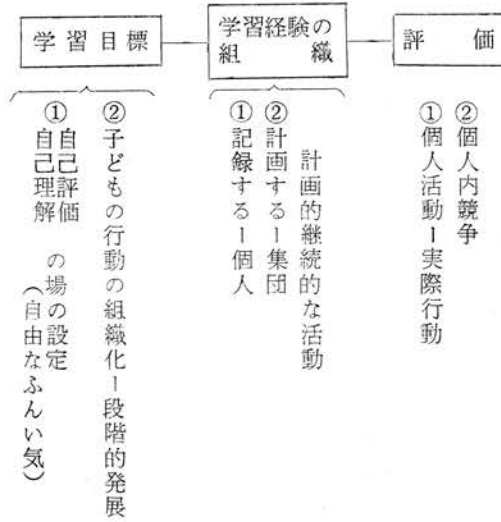 学習目標
学習経験の
組織
評価
②個人内競争
①個人活動ー実際行動
計画的継続的な活動
②計画するー集団
①記録するー個人
②子どもの行動の組織化ー段階的発展
①自己評価
自己理解
の場の設定
(自由なふんい気)